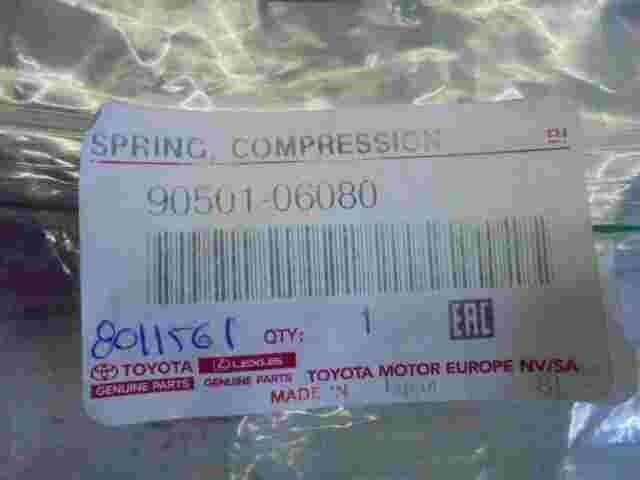 SPRING, COMPRESSION
90501-06080
8011561 QTY: 1 EAC
TOYOTA LEXUS TOYOTA MOTOR EUROPE NV/SA
GENUINE PARTS GENUINE PARTS
MADE IN Japan